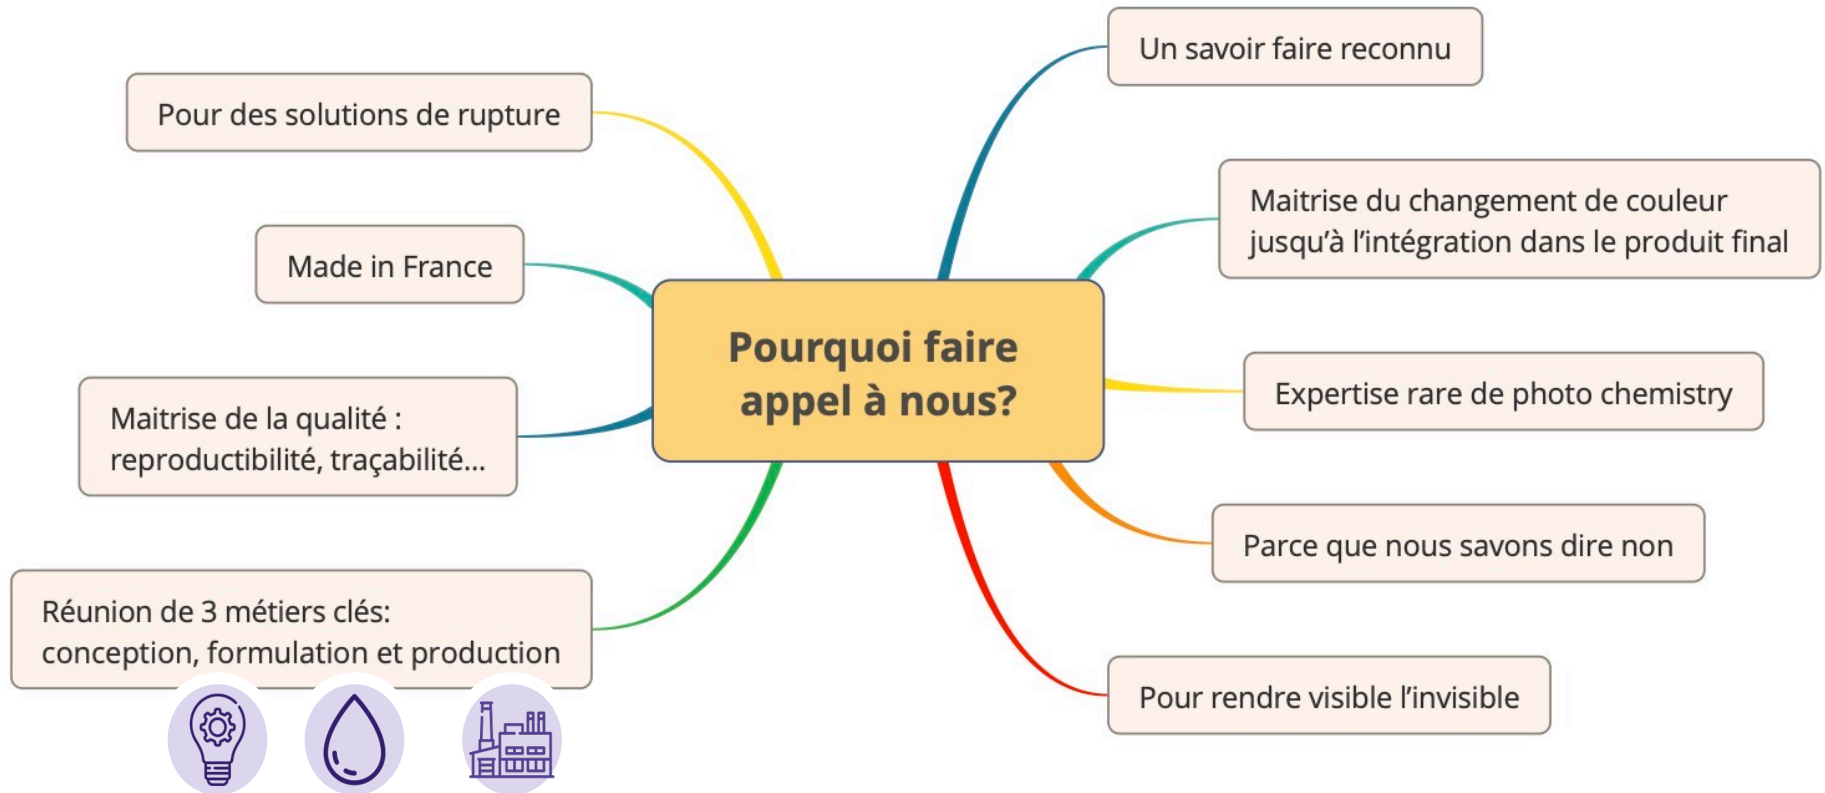 Un savoir faire reconnu
Pour des solutions de rupture
Maitrise du changement de couleur
jusqu’à l’intégration dans le produit final
Made in France
Pourquoi faire
appel à nous?
Expertise rare de photo chemistry
Maitrise de la qualité :
reproductibilité, traçabilité...
Parce que nous savons dire non
Réunion de 3 métiers clés:
conception, formulation et production
Pour rendre visible l’invisible